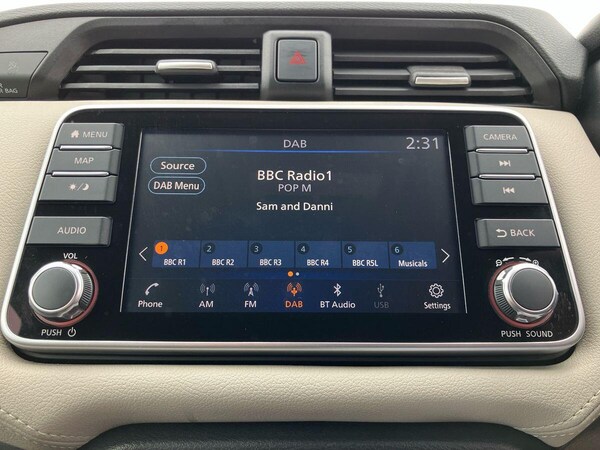 R BAG
MENU
MAP
AUDIO
VOL
PUSH
DAB
2:31
Source
DAB Menu
BBC Radio1
POP M
Sam and Danni
1 2 3 4 5 6
BBC R1 BBC R2 BBC R3 BBC R4 BBC R5L Musicals
Phone AM FM DAB BT Audio USB Settings
CAMERA
BACK
PUSH SOUND